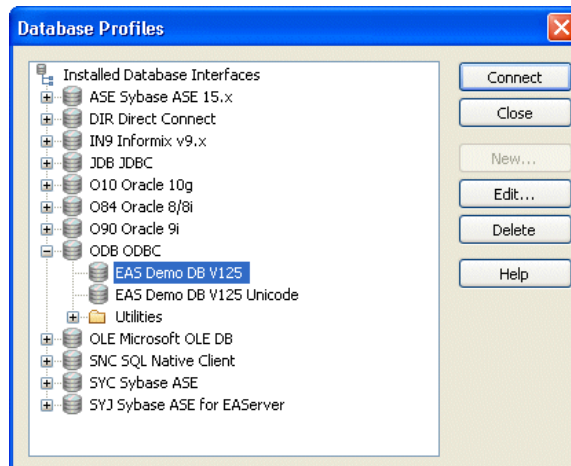 Database Profiles
Installed Database Interfaces
ASE Sybase ASE 15.x
DIR Direct Connect
IN9 Informix v9.x
JDB JDBC
O10 Oracle 10g
O84 Oracle 8/8i
O90 Oracle 9i
ODB ODBC
EAS Demo DB V125
EAS Demo DB V125 Unicode
Utilities
OLE Microsoft OLE DB
SNC SQL Native Client
SYC Sybase ASE
SYJ Sybase ASE for EAServer
Connect
Close
New...
Edit...
Delete
Help